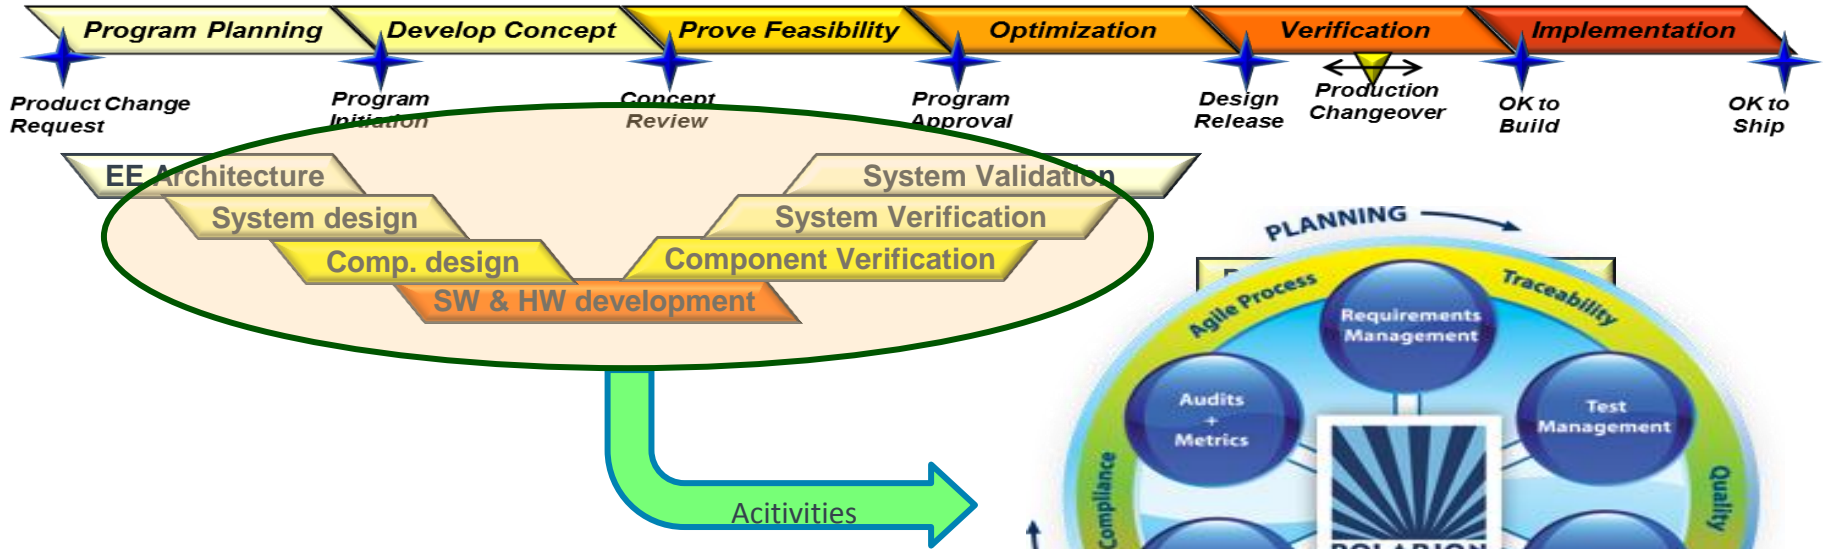 Program Planning
Develop Concept
Prove Feasibility
Optimization
Verification
Implementation
Product Change
Request
Program
Initiation
Concept
Review
Program
Approval
Design
Release
Production
Changeover
OK to
Build
OK to
Ship
EE Architecture
System design
Comp. design
SW & HW development
Component Verification
System Verification
System Validation
Acitivities
PLANNING
Agile Process
Traceability
Requirements
Management
Audits
+
Metrics
Test
Management
Compliance
Quality
POLARION